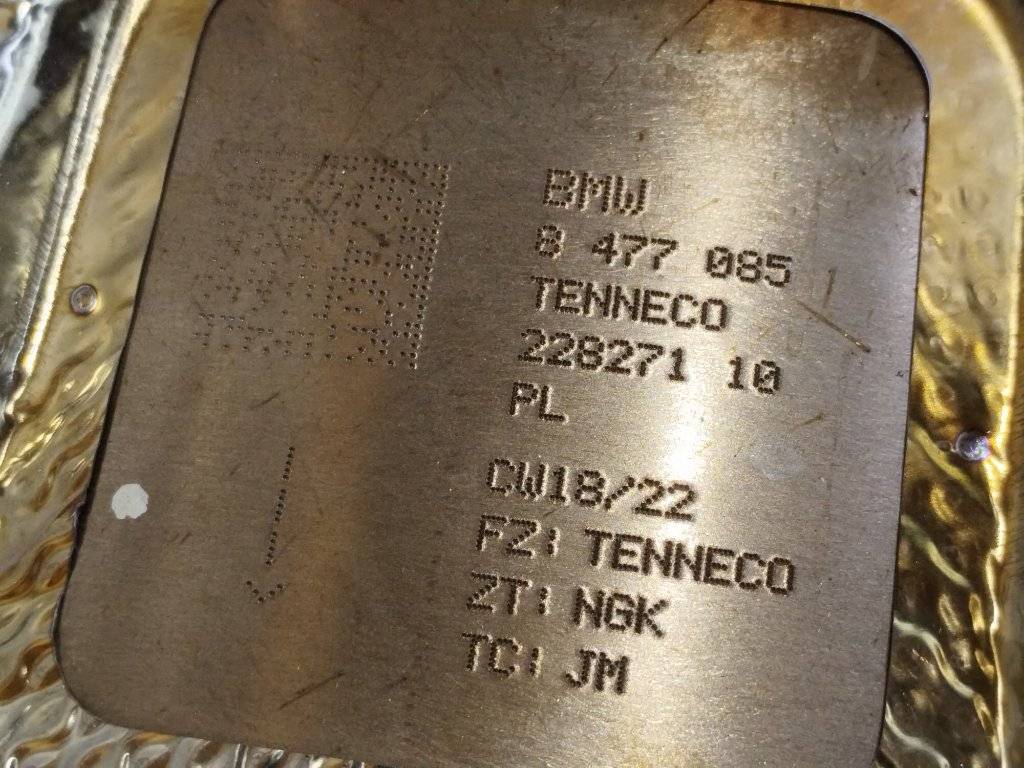 BMW
8 477 085
TENNECO
228271 10
PL
CW18/22
FZ: TENNECO
ZT: NGK
TC: JM